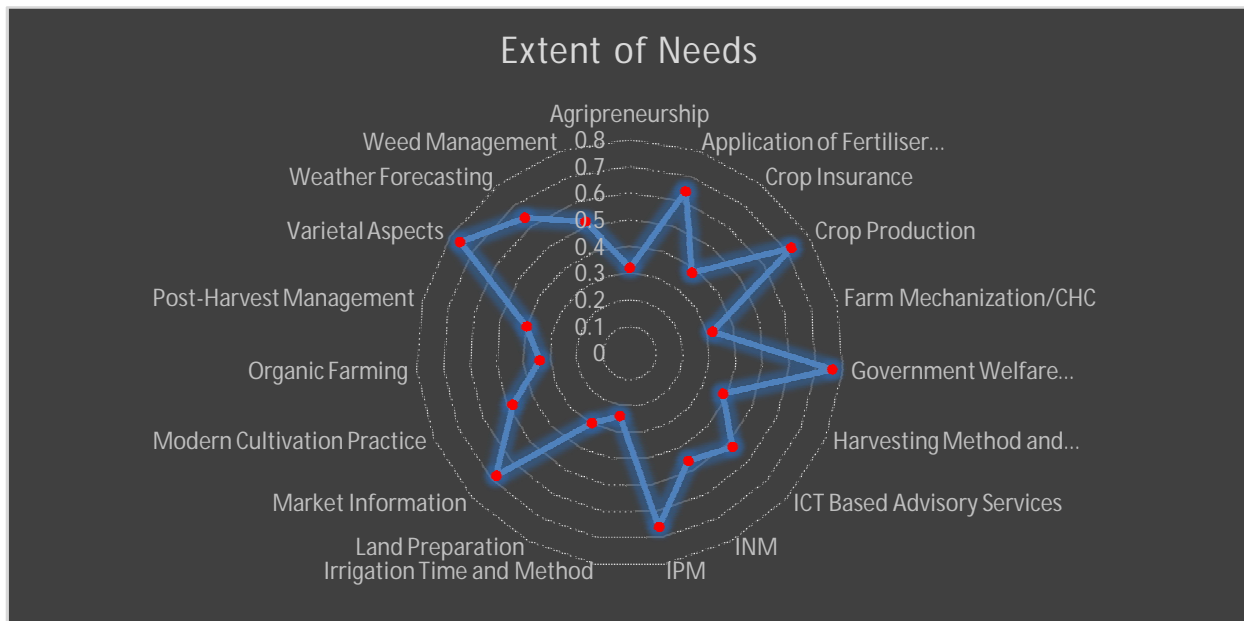 Extent of Needs
Agripreneurship
Application of Fertiliser...
Crop Insurance
Crop Production
Farm Mechanization/CHC
Government Welfare...
Harvesting Method and...
ICT Based Advisory Services
INM
IPM
Irrigation Time and Method
Land Preparation
Market Information
Modern Cultivation Practice
Organic Farming
Post-Harvest Management
Varietal Aspects
Weather Forecasting
Weed Management
0.8
0.7
0.6
0.5
0.4
0.3
0.2
0.1
0